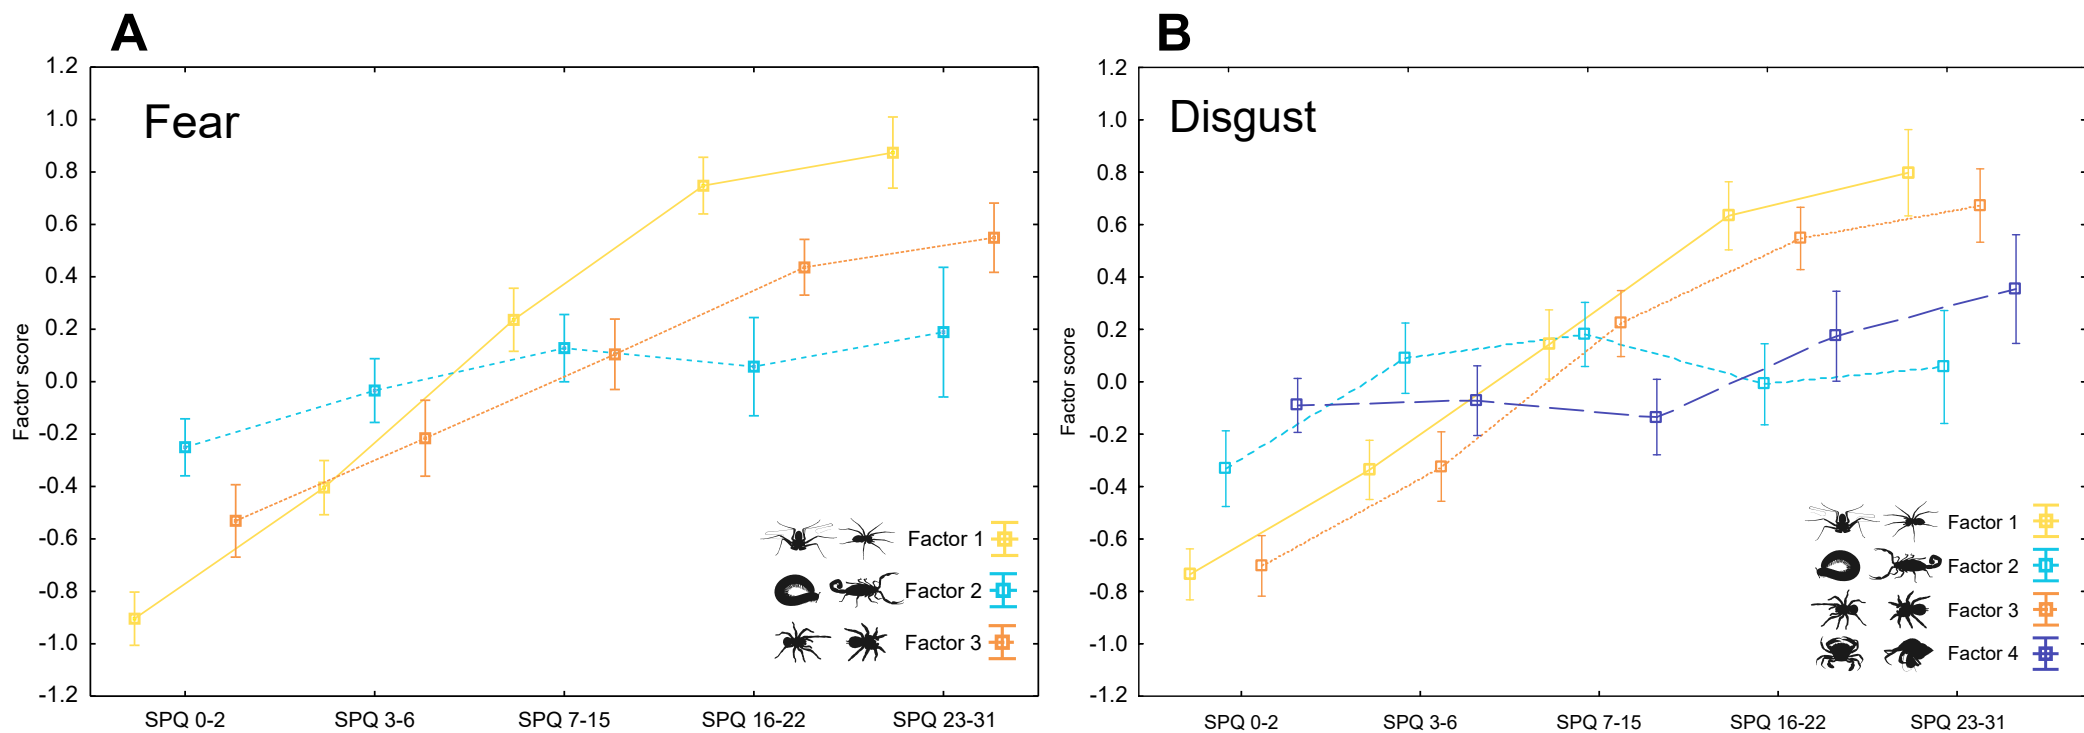 A
B
Fear
Disgust
Factor score
1.2
1.0
0.8
0.6
0.4
0.2
0.0
-0.2
-0.4
-0.6
-0.8
-1.0
-1.2
Factor 1
Factor 2
Factor 3
SPQ 0-2 SPQ 3-6 SPQ 7-15 SPQ 16-22 SPQ 23-31
Factor score
1.2
1.0
0.8
0.6
0.4
0.2
0.0
-0.2
-0.4
-0.6
-0.8
-1.0
-1.2
Factor 1
Factor 2
Factor 3
Factor 4
SPQ 0-2 SPQ 3-6 SPQ 7-15 SPQ 16-22 SPQ 23-31